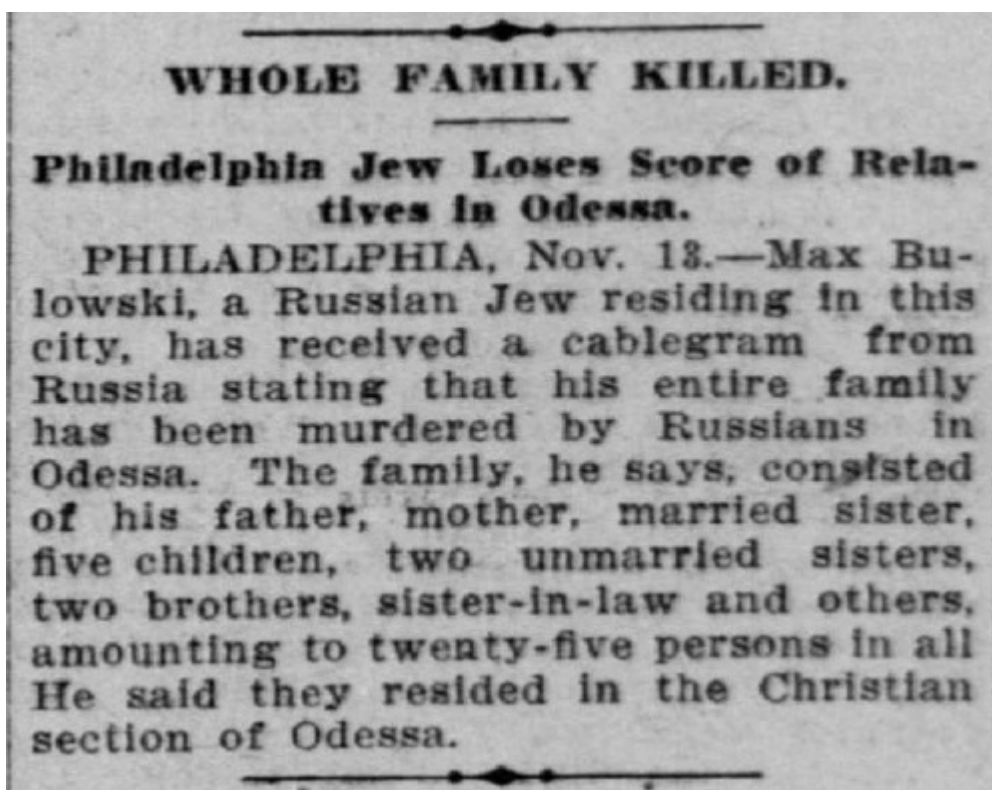 WHOLE FAMILY KILLED.
Philadelphia Jew Loses Score of Rela-
tives in Odessa.
PHILADELPHIA, Nov. 13.—Max Bu-
lowski, a Russian Jew residing in this
city, has received a cablegram from
Russia stating that his entire family
has been murdered by Russians in
Odessa. The family, he says, consisted
of his father, mother, married sister,
five children, two unmarried sisters,
two brothers, sister-in-law and others,
amounting to twenty-five persons in all
He said they resided in the Christian
section of Odessa.